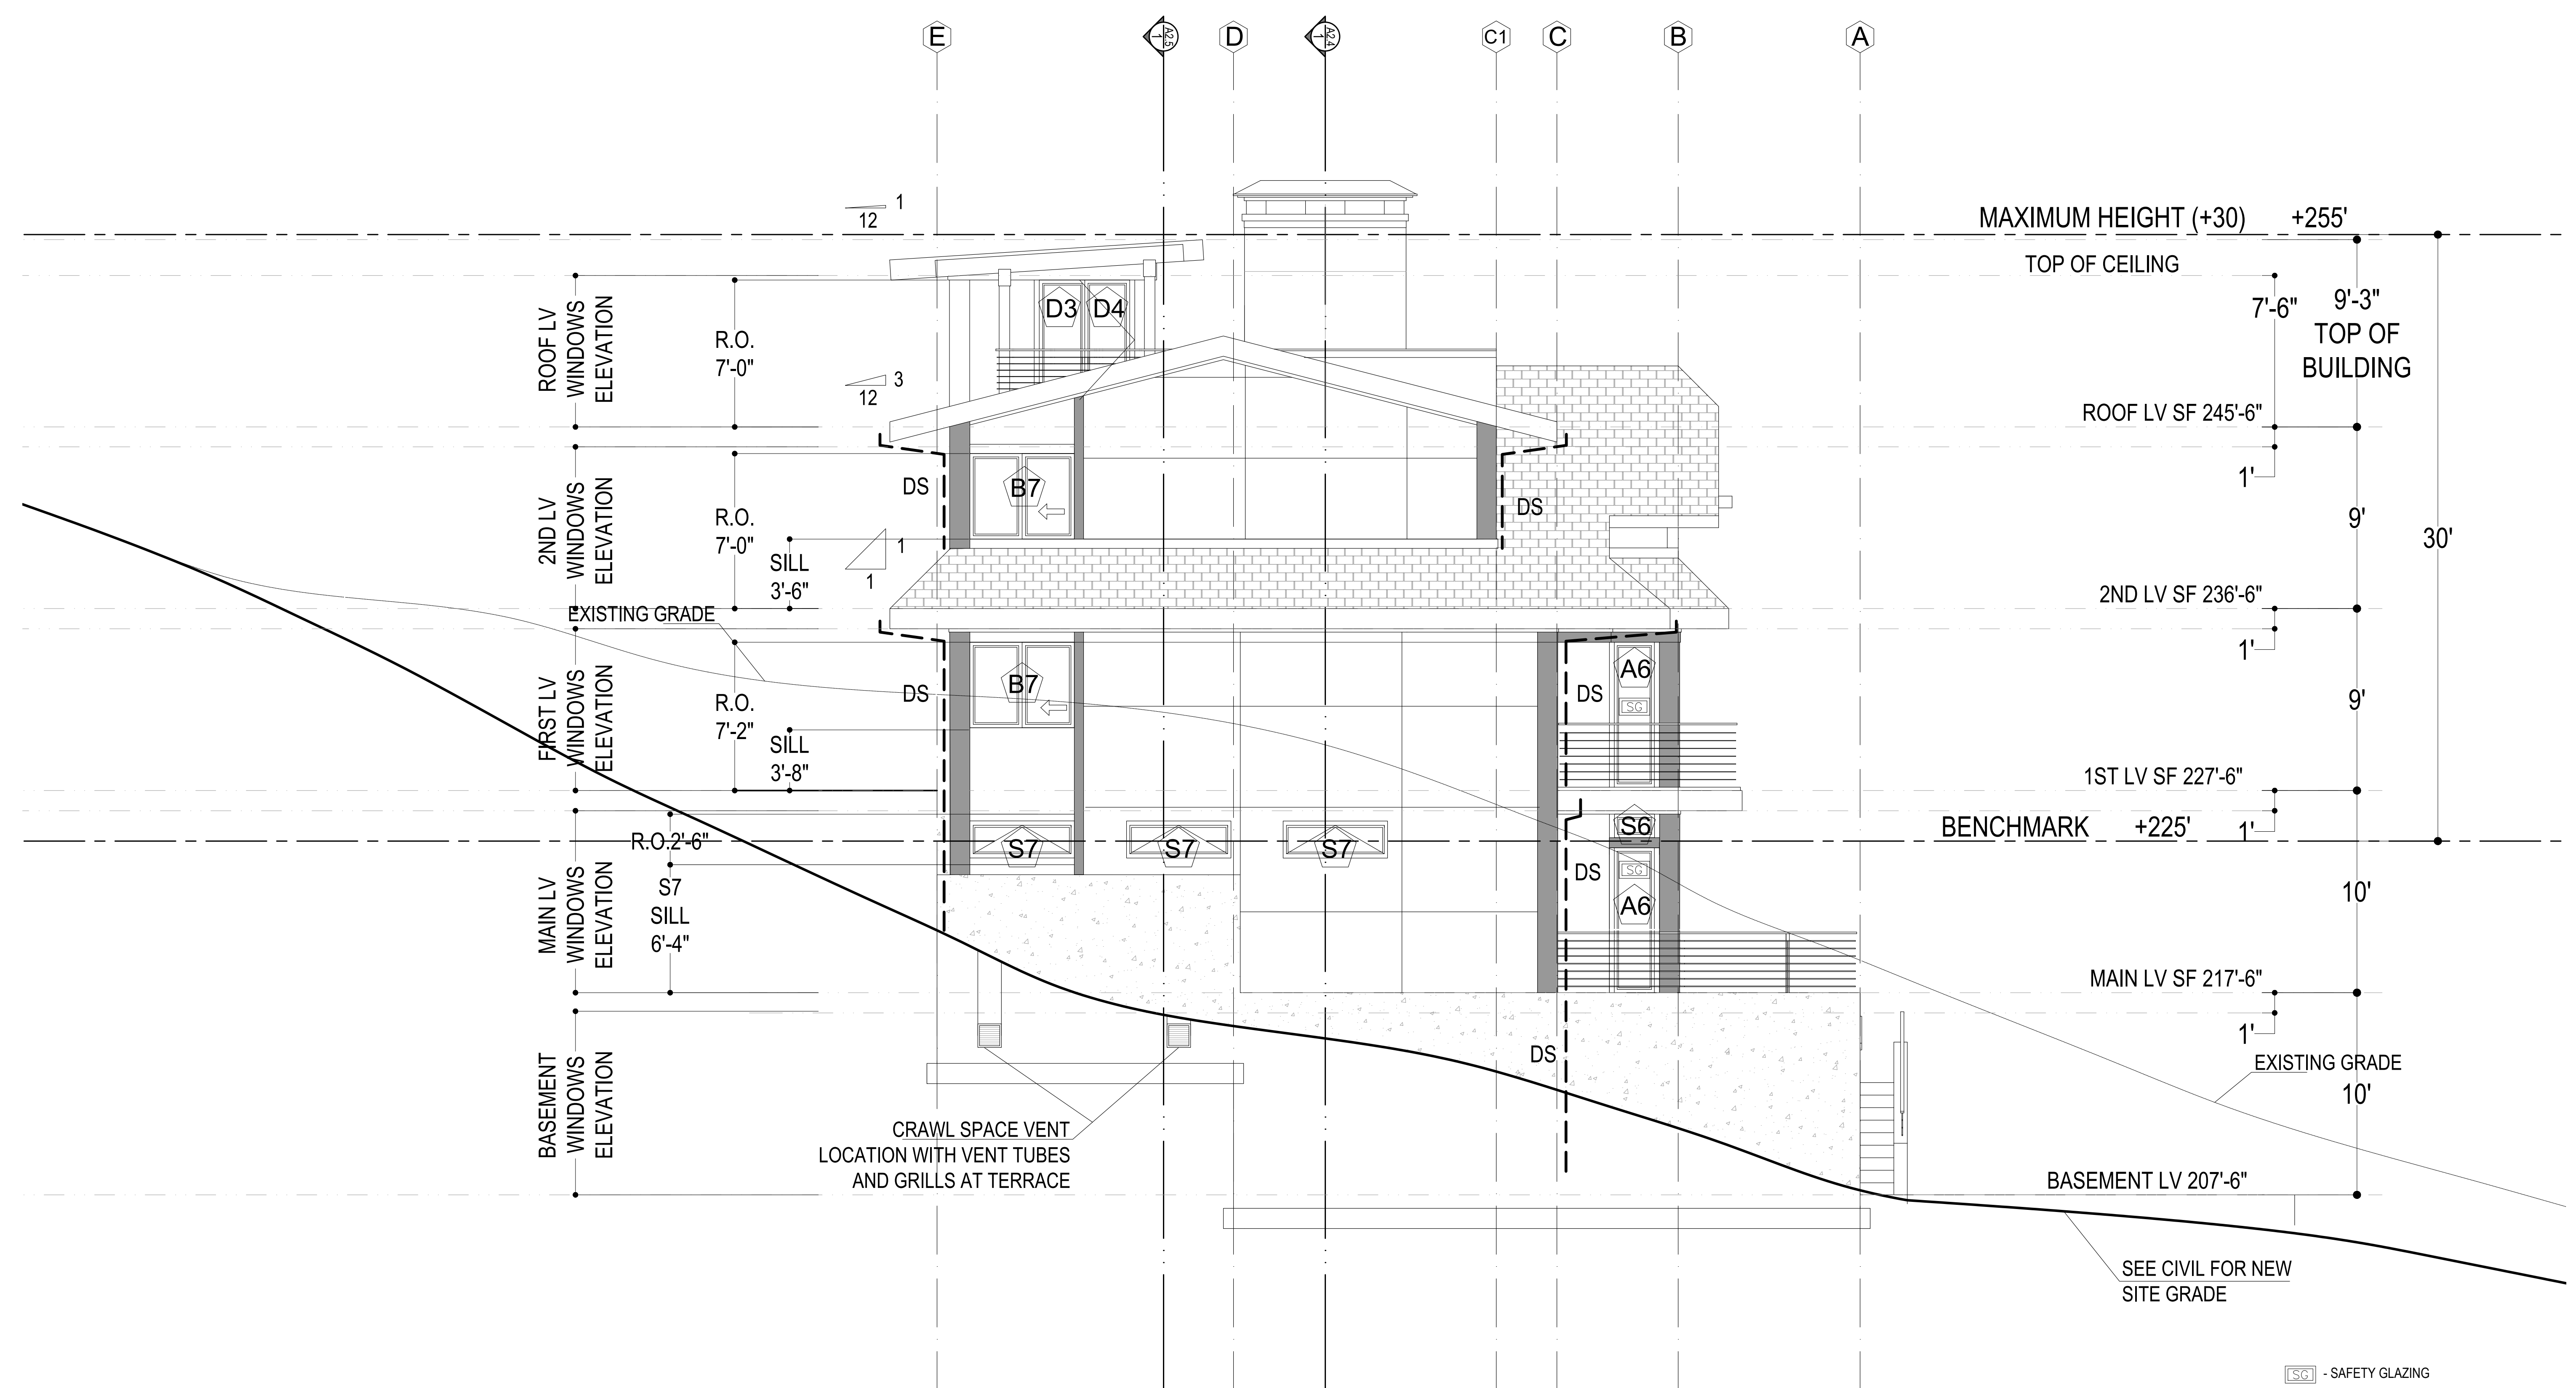 E
A2.5
1
D
A2.4
1
C1
C
B
A
1
12
MAXIMUM HEIGHT (+30) +255'
TOP OF CEILING
7'-6"
9'-3"
TOP OF
BUILDING
ROOF LV
WINDOWS
ELEVATION
R.O.
7'-0"
D3
D4
3
12
ROOF LV SF 245'-6"
1'
2ND LV
WINDOWS
ELEVATION
R.O.
7'-0"
SILL
3'-6"
DS
B7
DS
9'
30'
1
1
2ND LV SF 236'-6"
1'
EXISTING GRADE
FIRST LV
WINDOWS
ELEVATION
R.O.
7'-2"
SILL
3'-8"
DS
B7
DS
A6
SG
9'
1ST LV SF 227'-6"
1'
BENCHMARK +225'
R.O.2'-6"
S7
S7
S7
S6
MAIN LV
WINDOWS
ELEVATION
S7
SILL
6'-4"
DS
SG
A6
10'
MAIN LV SF 217'-6"
1'
BASEMENT
WINDOWS
ELEVATION
DS
EXISTING GRADE
10'
CRAWL SPACE VENT
LOCATION WITH VENT TUBES
AND GRILLS AT TERRACE
BASEMENT LV 207'-6"
SEE CIVIL FOR NEW
SITE GRADE
SG - SAFETY GLAZING